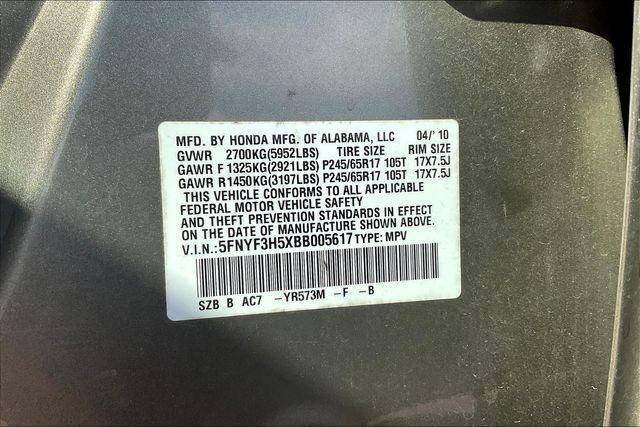 MFD. BY HONDA MFG. OF ALABAMA, LLC 04/'10
GVWR 2700KG(5952LBS) TIRE SIZE RIM SIZE
GAWR F 1325KG(2921LBS) P245/65R17 105T 17X7.5J
GAWR R1450KG(3197LBS) P245/65R17 105T 17X7.5J
THIS VEHICLE CONFORMS TO ALL APPLICABLE
FEDERAL MOTOR VEHICLE SAFETY
AND THEFT PREVENTION STANDARDS IN EFFECT
ON THE DATE OF MANUFACTURE SHOWN ABOVE.
V.I.N.:5FNYF3H5XBB005617 TYPE: MPV
SZB B AC7 -YR573M -F -B